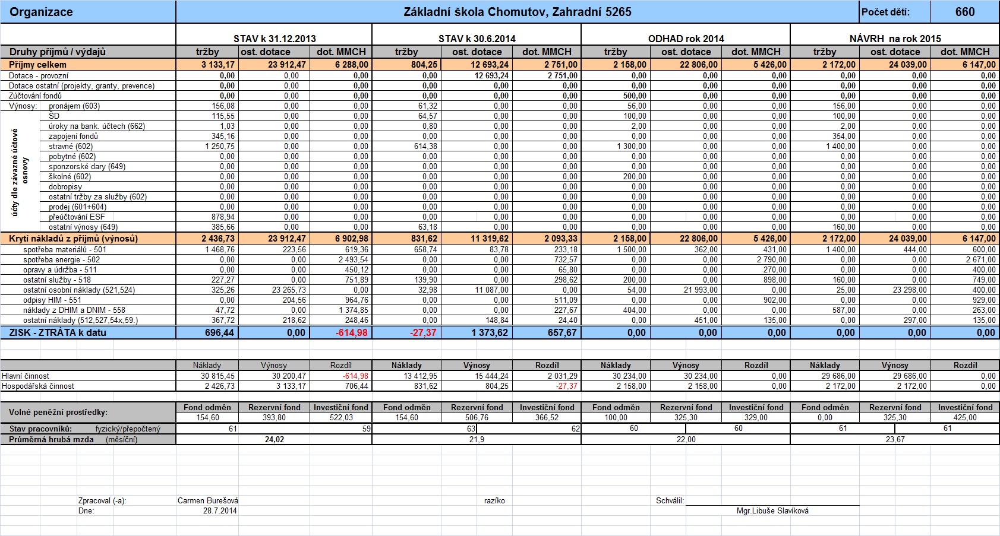 Organizace Základní škola Chomutov, Zahradní 5265 Počet dětí: 660
STAV k 31.12.2013 STAV k 30.6.2014 ODHAD rok 2014 NÁVRH na rok 2015
Druhy příjmů / výdajů tržby ost. dotace dot. MMCH tržby ost. dotace dot. MMCH tržby ost. dotace dot. MMCH tržby ost. dotace dot. MMCH
Příjmy celkem 3 133,17 23 912,47 6 288,00 804,25 12 693,24 2 751,00 2 158,00 22 806,00 5 426,00 2 172,00 24 039,00 6 147,00
Dotace - provozní 0,00 0,00 0,00 0,00 12 693,24 2 751,00 0,00 0,00 0,00 0,00 0,00 0,00
Dotace ostatní (projekty, granty, prevence) 0,00 0,00 0,00 0,00 0,00 0,00 0,00 0,00 0,00 0,00 0,00 0,00
Zúčtování fondů 0,00 0,00 0,00 0,00 0,00 0,00 500,00 0,00 0,00 0,00 0,00 0,00
Výnosy: pronájem (603) 156,08 0,00 0,00 61,32 0,00 0,00 56,00 0,00 0,00 156,00 0,00 0,00
účty dle závazné účtové osnovy
ŠD 115,55 0,00 0,00 64,57 0,00 0,00 100,00 0,00 0,00 100,00 0,00 0,00
úroky na bank. účtech (662) 1,03 0,00 0,00 0,80 0,00 0,00 2,00 0,00 0,00 2,00 0,00 0,00
zapojení fondů 345,16 0,00 0,00 0,00 0,00 0,00 0,00 0,00 0,00 354,00 0,00 0,00
stravné (602) 1 250,75 0,00 0,00 614,38 0,00 0,00 1 300,00 0,00 0,00 1 400,00 0,00 0,00
pobytné (602) 0,00 0,00 0,00 0,00 0,00 0,00 0,00 0,00 0,00 0,00 0,00 0,00
sponzorské dary (649) 0,00 0,00 0,00 0,00 0,00 0,00 0,00 0,00 0,00 0,00 0,00 0,00
školné (602) 0,00 0,00 0,00 0,00 0,00 0,00 200,00 0,00 0,00 0,00 0,00 0,00
dobropisy 0,00 0,00 0,00 0,00 0,00 0,00 0,00 0,00 0,00 0,00 0,00 0,00
ostatní tržby za služby (602) 0,00 0,00 0,00 0,00 0,00 0,00 0,00 0,00 0,00 0,00 0,00 0,00
prodej (601+604) 0,00 0,00 0,00 0,00 0,00 0,00 0,00 0,00 0,00 0,00 0,00 0,00
přeúčtování ESF 878,94 0,00 0,00 0,00 0,00 0,00 0,00 0,00 0,00 0,00 0,00 0,00
ostatní výnosy (649) 385,66 0,00 0,00 63,18 0,00 0,00 0,00 0,00 0,00 160,00 0,00 0,00
Krytí nákladů z příjmů (výnosů) 2 436,73 23 912,47 6 902,98 831,62 11 319,62 2 093,33 2 158,00 22 806,00 5 426,00 2 172,00 24 039,00 6 147,00
spotřeba materiálů - 501 1 468,76 223,56 619,36 658,74 83,78 233,18 1 500,00 362,00 431,00 1 400,00 444,00 600,00
spotřeba energie - 502 0,00 0,00 2 493,54 0,00 0,00 732,57 0,00 0,00 2 790,00 0,00 0,00 2 671,00
opravy a údržba - 511 0,00 0,00 450,12 0,00 0,00 65,80 0,00 0,00 270,00 0,00 0,00 400,00
ostatní služby - 518 227,27 0,00 751,89 139,90 0,00 298,62 200,00 0,00 898,00 160,00 0,00 749,00
ostatní osobní náklady (521,524) 325,26 23 265,73 0,00 32,98 11 087,00 0,00 54,00 21 993,00 0,00 25,00 23 298,00 400,00
odpisy HIM - 551 0,00 204,56 964,76 0,00 0,00 511,09 0,00 0,00 902,00 0,00 0,00 929,00
náklady z DHIM a DNIM - 558 47,72 0,00 1 374,85 0,00 0,00 227,67 404,00 0,00 0,00 587,00 0,00 263,00
ostatní náklady (512,527,54x,59.) 367,72 218,62 248,46 0,00 148,84 24,40 0,00 451,00 135,00 0,00 297,00 135,00
ZISK - ZTRÁTA k datu 696,44 0,00 -614,98 -27,37 1 373,62 657,67 0,00 0,00 0,00 0,00 0,00 0,00
Náklady Výnosy Rozdíl Náklady Výnosy Rozdíl Náklady Výnosy Rozdíl Náklady Výnosy Rozdíl
Hlavní činnost 30 815,45 30 200,47 -614,98 13 412,95 15 444,24 2 031,29 30 234,00 30 234,00 0,00 29 686,00 29 686,00 0,00
Hospodářská činnost 2 426,73 3 133,17 706,44 831,62 804,25 -27,37 2 158,00 2 158,00 0,00 2 172,00 2 172,00 0,00
Volné peněžní prostředky: Fond odměn Rezervní fond Investiční fond Fond odměn Rezervní fond Investiční fond Fond odměn Rezervní fond Investiční fond Fond odměn Rezervní fond Investiční fond
154,60 393,80 522,03 154,60 506,76 366,52 100,00 325,30 329,00 0,00 325,30 425,00
Stav pracovníků: fyzický/přepočtený 61 59 63 62 60 60 61 61
Průměrná hrubá mzda (měsíční) 24,02 21,9 22,00 23,67
Zpracoval (-a): Carmen Burešová razíko Schválil:
Dne: 28.7.2014 Mgr.Libuše Slavíková